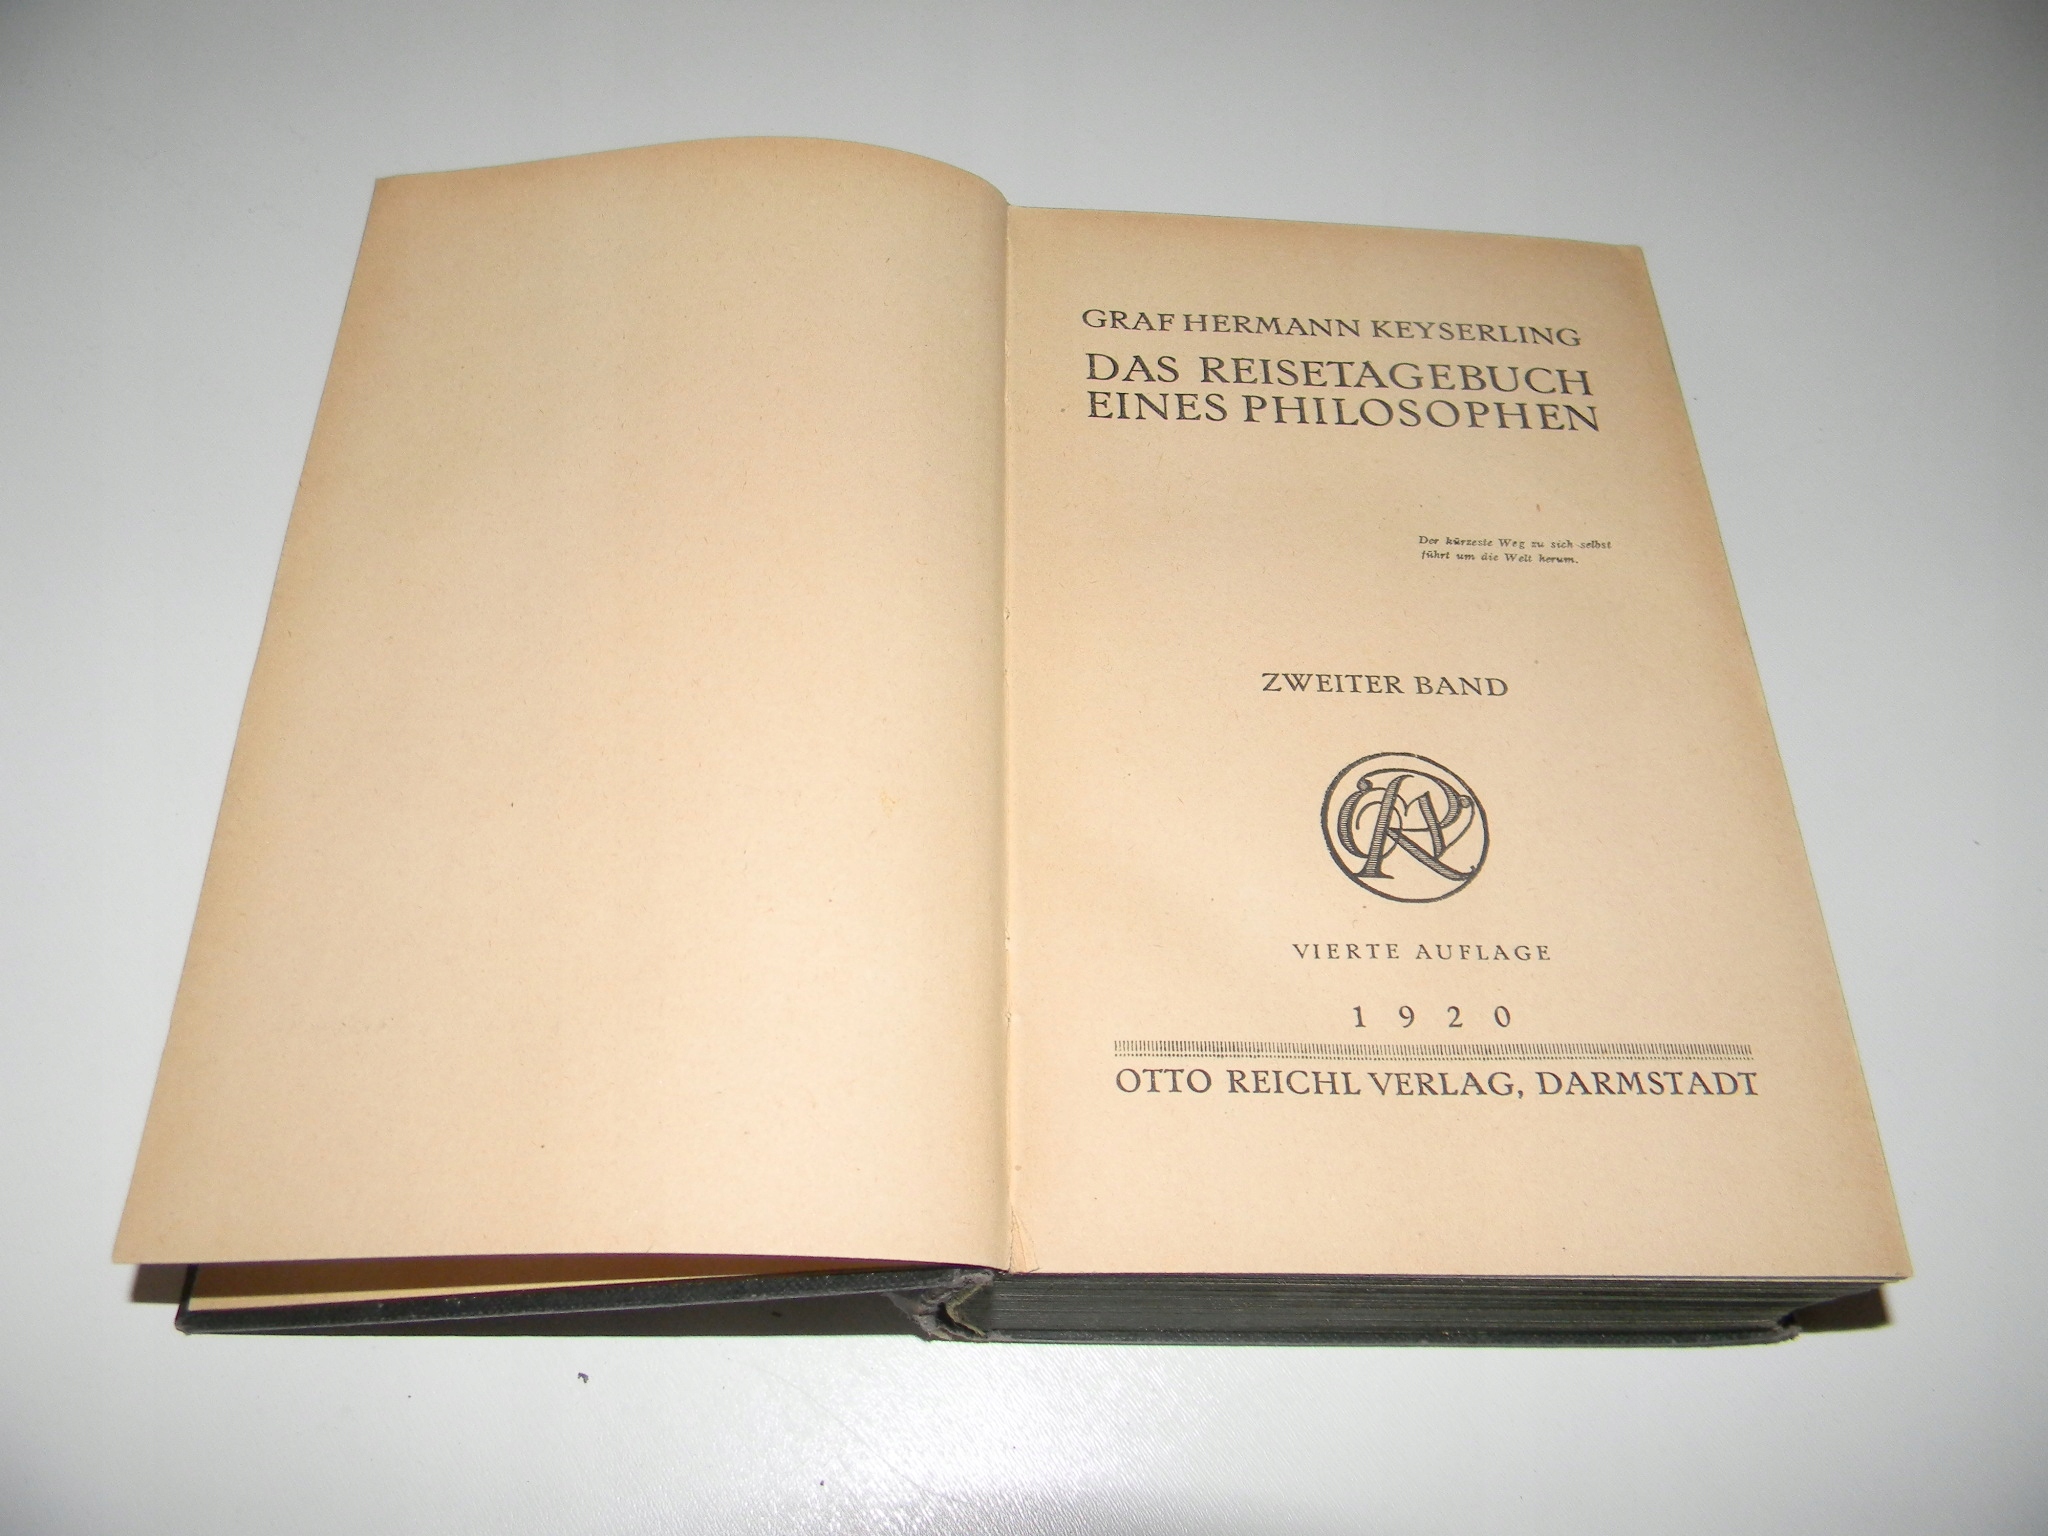 GRAF HERMANN KEYSERLING
DAS REISETAGEBUCH
EINES PHILOSOPHEN
Der kürzeste Weg zu sich selbst
führt um die Welt herum.
ZWEITER BAND
VIERTE AUFLAGE
1920
OTTO REICHL VERLAG, DARMSTADT